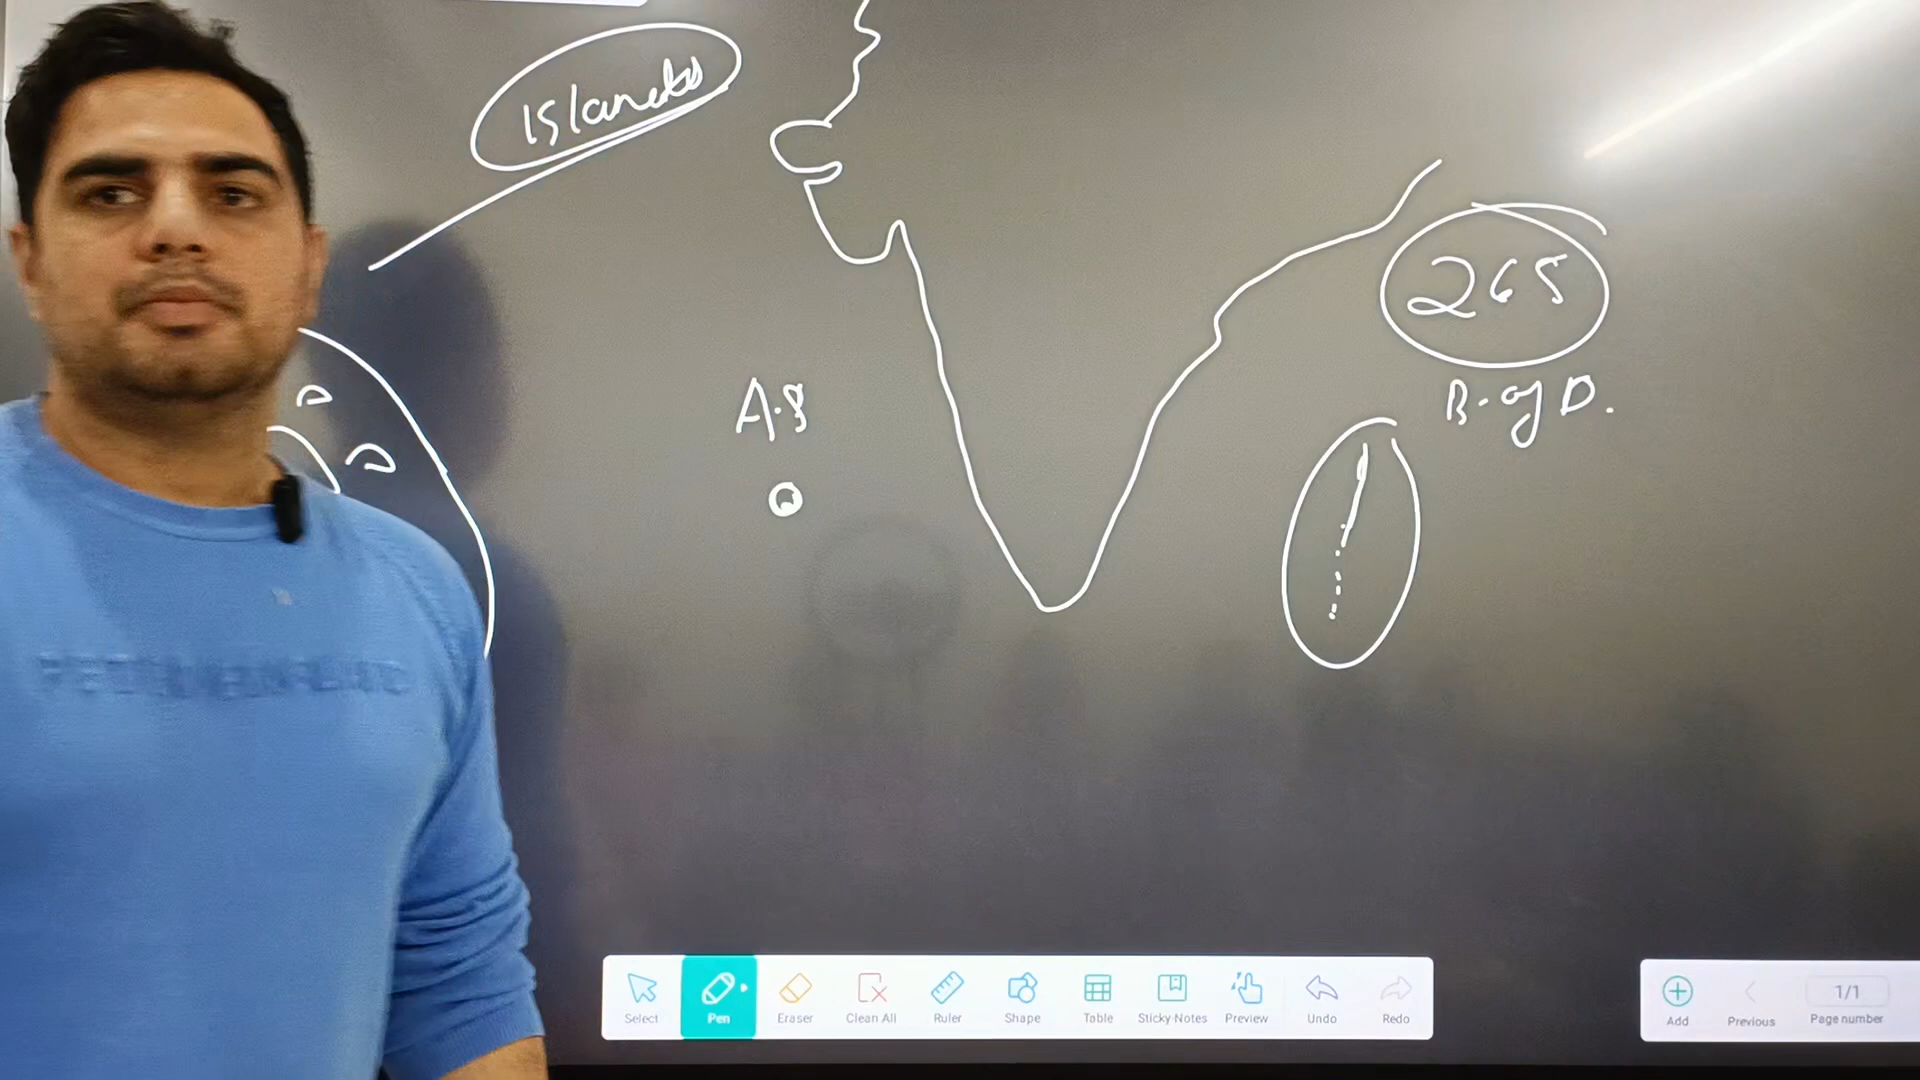 Islands
265
B. of D.
A.S
Select
Pen
Eraser
Clean All
Ruler
Shape
Table
Sticky-Notes
Preview
Undo
Redo
Add
Previous
1/1
Page number